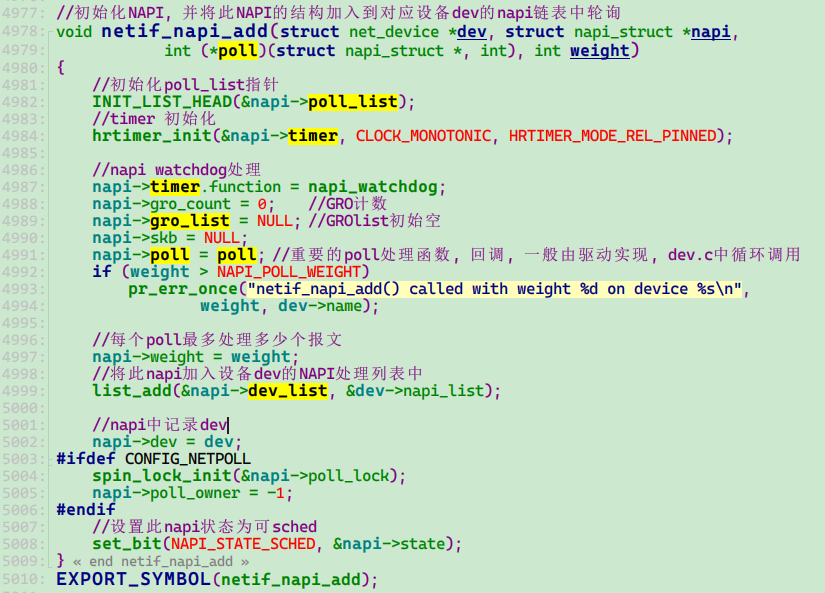 4977: //初始化NAPI, 并将此NAPI的结构加入到对应设备dev的napi链表中轮询
4978: void netif_napi_add(struct net_device *dev, struct napi_struct *napi,
4979:             int (*poll)(struct napi_struct *, int), int weight)
4980: {
4981:     //初始化poll_list指针
4982:     INIT_LIST_HEAD(&napi->poll_list);
4983:     //timer 初始化
4984:     hrtimer_init(&napi->timer, CLOCK_MONOTONIC, HRTIMER_MODE_REL_PINNED);
4985:
4986:     //napi watchdog处理
4987:     napi->timer.function = napi_watchdog;
4988:     napi->gro_count = 0;    //GRO计数
4989:     napi->gro_list = NULL; //GROlist初始空
4990:     napi->skb = NULL;
4991:     napi->poll = poll; //重要的poll处理函数, 回调, 一般由驱动实现, dev.c中循环调用
4992:     if (weight > NAPI_POLL_WEIGHT)
4993:         pr_err_once("netif_napi_add() called with weight %d on device %s\n",
4994:                 weight, dev->name);
4995:
4996:     //每个poll最多处理多少个报文
4997:     napi->weight = weight;
4998:     //将此napi加入设备dev的NAPI处理列表中
4999:     list_add(&napi->dev_list, &dev->napi_list);
5000:
5001:     //napi中记录dev
5002:     napi->dev = dev;
5003: #ifdef CONFIG_NETPOLL
5004:     spin_lock_init(&napi->poll_lock);
5005:     napi->poll_owner = -1;
5006: #endif
5007:     //设置此napi状态为可sched
5008:     set_bit(NAPI_STATE_SCHED, &napi->state);
5009: } « end netif_napi_add »
5010: EXPORT_SYMBOL(netif_napi_add);